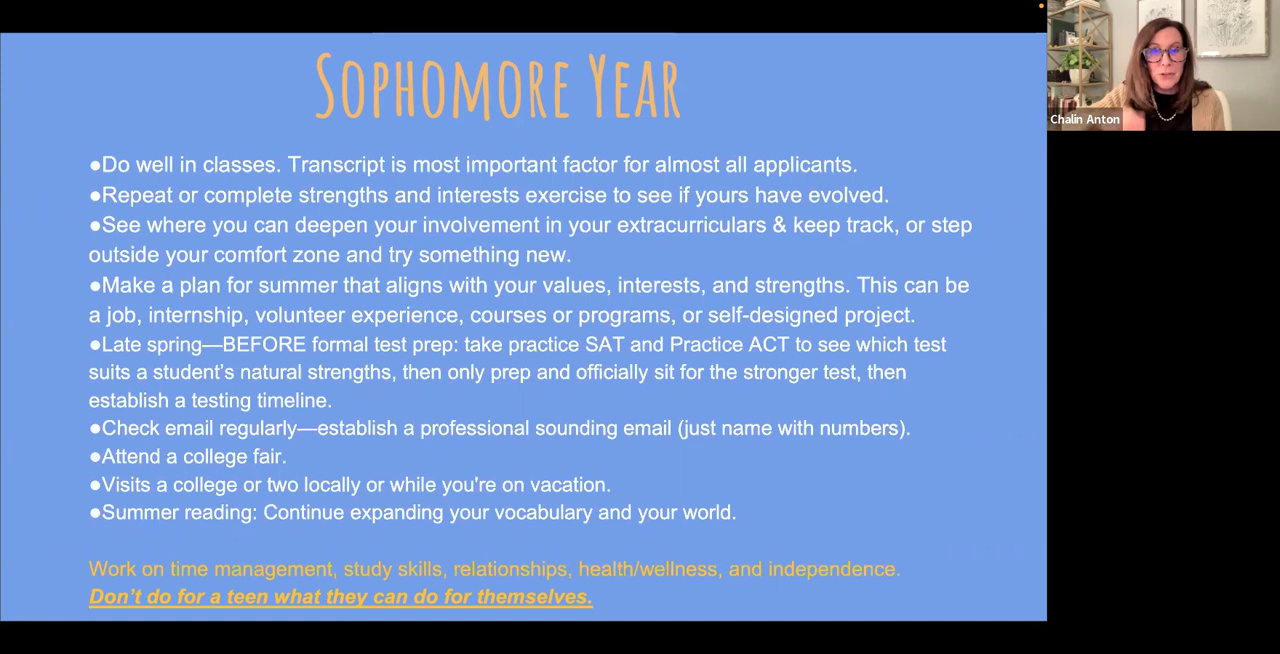 Sophomore Year
●Do well in classes. Transcript is most important factor for almost all applicants.
●Repeat or complete strengths and interests exercise to see if yours have evolved.
●See where you can deepen your involvement in your extracurriculars & keep track, or step
outside your comfort zone and try something new.
●Make a plan for summer that aligns with your values, interests, and strengths. This can be
a job, internship, volunteer experience, courses or programs, or self-designed project.
●Late spring—BEFORE formal test prep: take practice SAT and Practice ACT to see which test
suits a student’s natural strengths, then only prep and officially sit for the stronger test, then
establish a testing timeline.
●Check email regularly—establish a professional sounding email (just name with numbers).
●Attend a college fair.
●Visits a college or two locally or while you're on vacation.
●Summer reading: Continue expanding your vocabulary and your world.
Work on time management, study skills, relationships, health/wellness, and independence.
Don’t do for a teen what they can do for themselves.
Chalin Anton